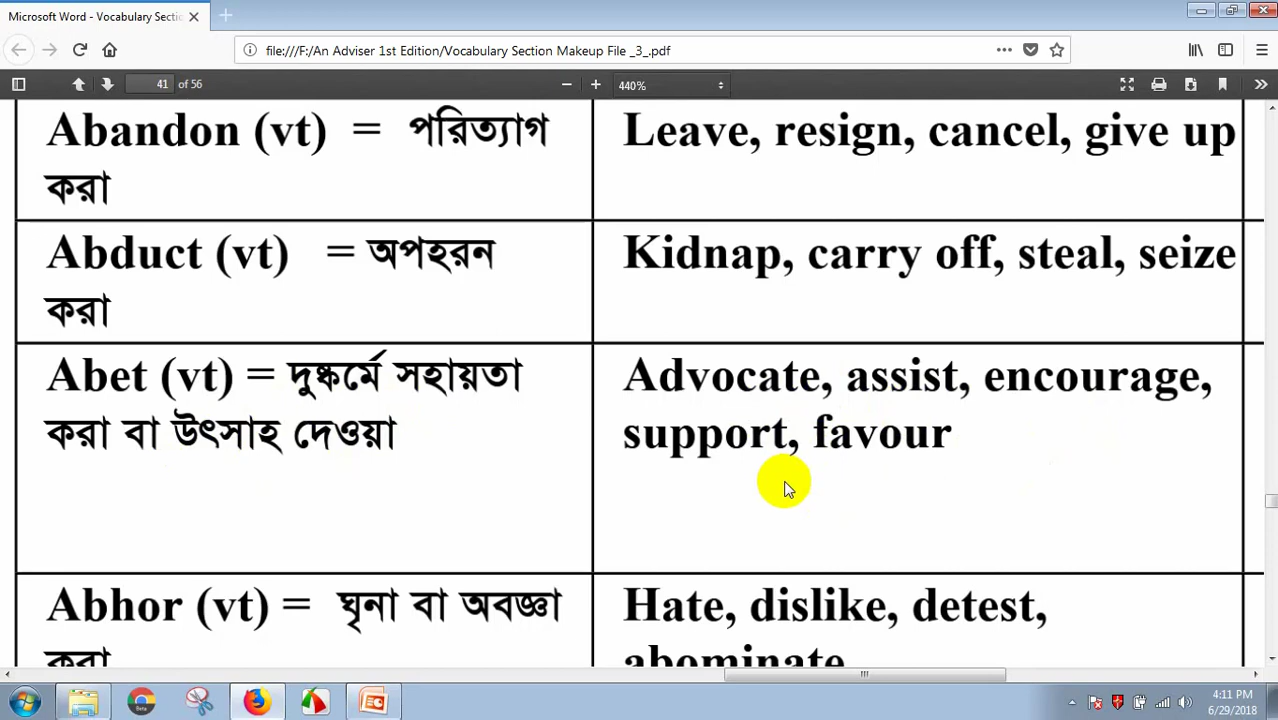 Microsoft Word - Vocabulary Secti
file:///F:/An Adviser 1st Edition/Vocabulary Section Makeup File _3_.pdf
41 of 56
440%
Abandon (vt) = পরিত্যাগ
করা
Leave, resign, cancel, give up
Abduct (vt) = অপহরন
করা
Kidnap, carry off, steal, seize
Abet (vt) = দুষ্কর্মে সহায়তা
করা বা উৎসাহ দেওয়া
Advocate, assist, encourage,
support, favour
Abhor (vt) = ঘৃনা বা অবজ্ঞা
করা
Hate, dislike, detest,
abominate
4:11 PM
6/29/2018